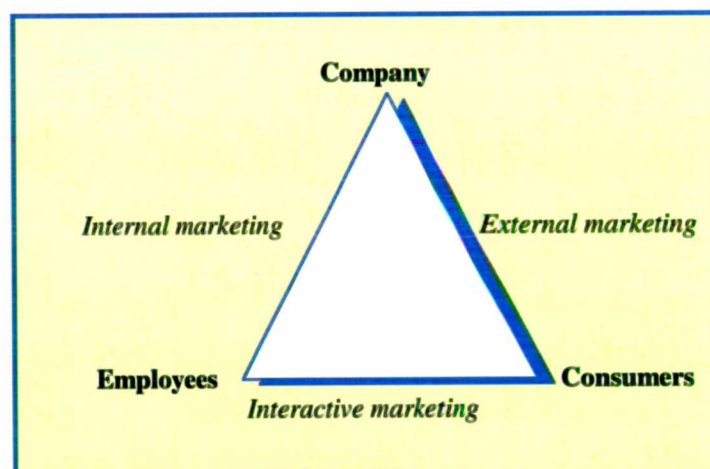 Company
Internal marketing
External marketing
Employees
Consumers
Interactive marketing